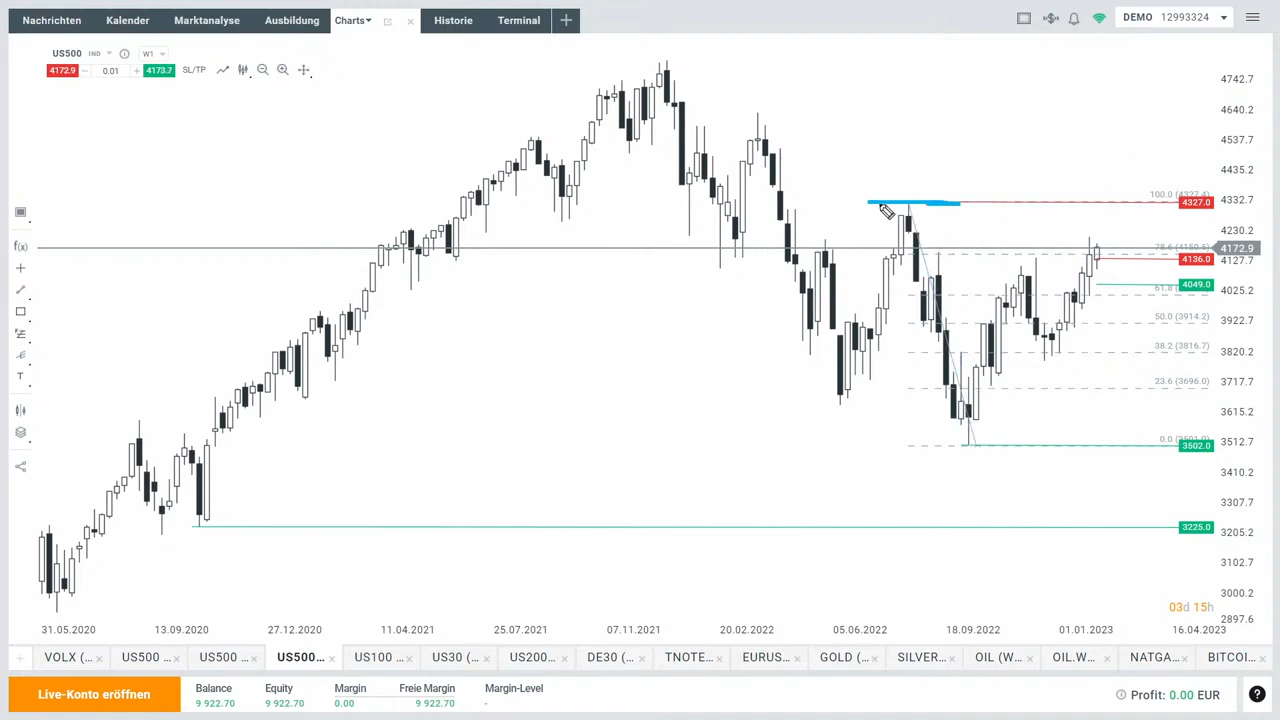 Nachrichten Kalender Marktanalyse Ausbildung Charts Historie Terminal DEMO 12993324
US500 IND W1
4172.9 0.01 4173.7 SL/TP
4742.7
4640.2
4537.7
4435.2
100.0 (4327.4) 4332.7
4327.0
4230.2
78.6 (4150.5) 4172.9
4136.0 4127.7
4049.0
61.8 4025.2
50.0 (3914.2) 3922.7
38.2 (3816.7) 3820.2
23.6 (3696.0) 3717.7
3615.2
0.0 3512.7
3502.0
3410.2
3307.7
3225.0 3205.2
3102.7
3000.2
03d 15h
2897.6
31.05.2020 13.09.2020 27.12.2020 11.04.2021 25.07.2021 07.11.2021 20.02.2022 05.06.2022 18.09.2022 01.01.2023 16.04.2023
VOLX (... US500 ... US500 ... US500... US100 ... US30 (... US200... DE30 (... TNOTE... EURUS... GOLD (... SILVER... OIL (W... OIL.W... NATGA... BITCOI...
Live-Konto eröffnen Balance Equity Margin Freie Margin Margin-Level Profit: 0.00 EUR
9 922.70 9 922.70 0.00 9 922.70 -
f(x)
T